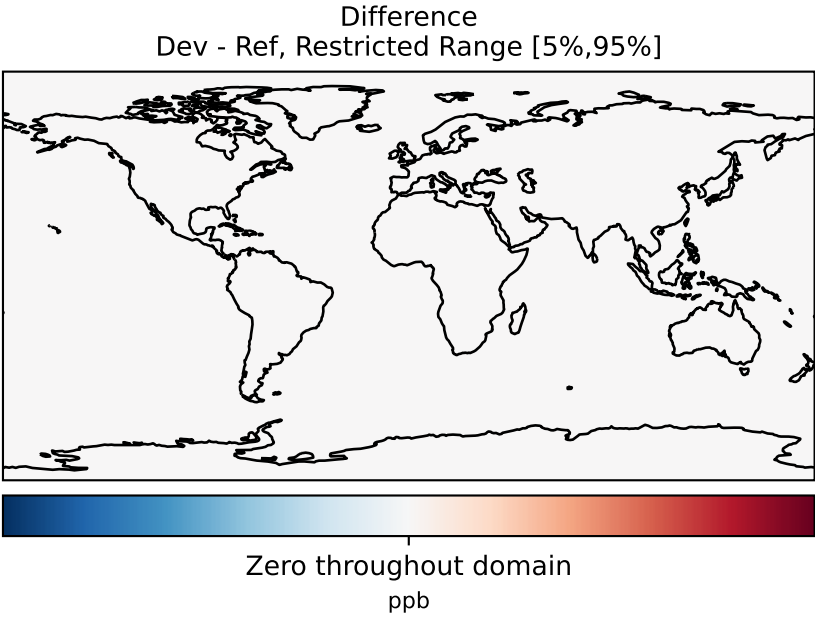 Difference
Dev - Ref, Restricted Range [5%,95%]
Zero throughout domain
ppb